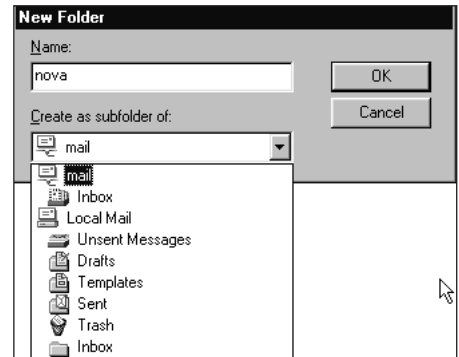 New Folder
Name:
nova
OK
Create as subfolder of:
Cancel
mail
mail
Inbox
Local Mail
Unsent Messages
Drafts
Templates
Sent
Trash
Inbox